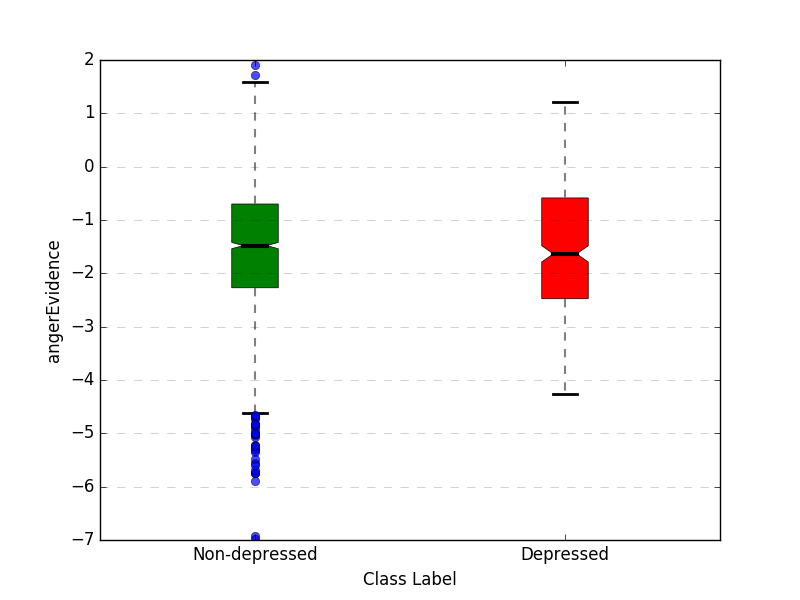 2
1
0
−1
−2
−3
−4
−5
−6
−7
angerEvidence
Non-depressed
Depressed
Class Label